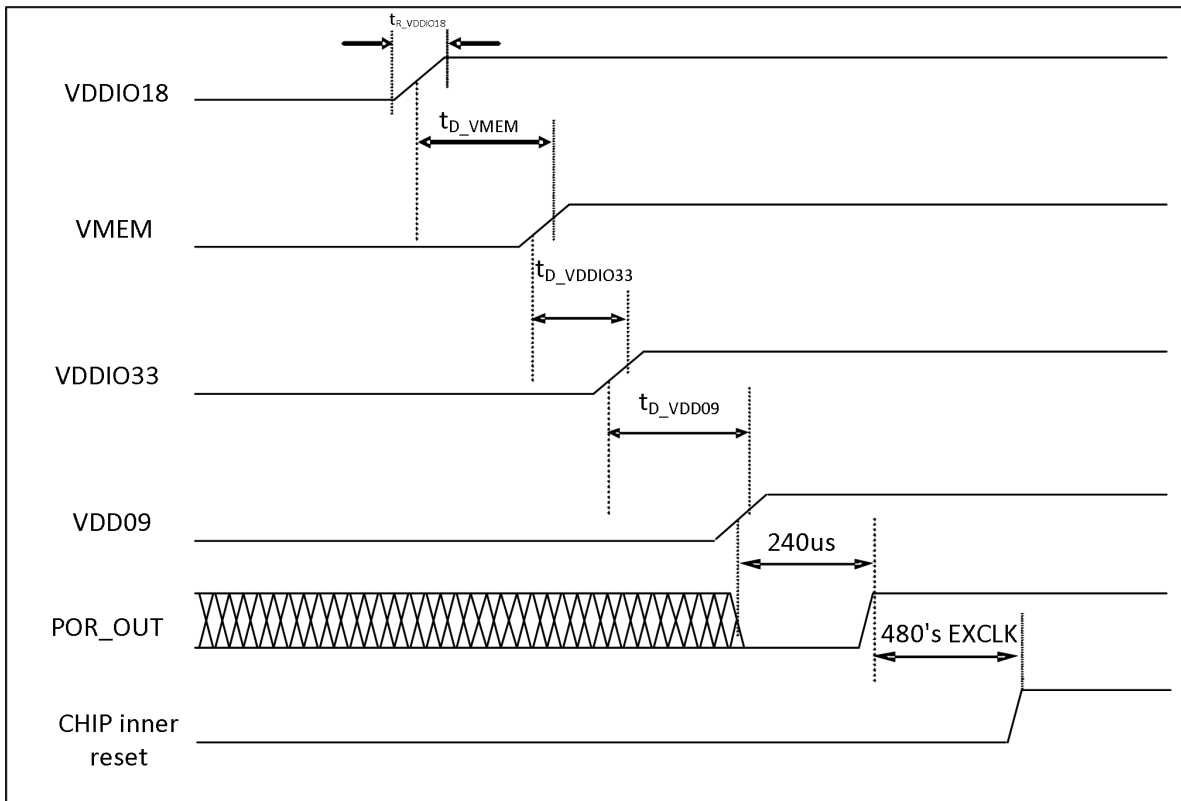 tR_VDDIO18
VDDIO18
tD_VMEM
VMEM
tD_VDDIO33
VDDIO33
tD_VDD09
VDD09
240us
POR_OUT
480's EXCLK
CHIP inner
reset